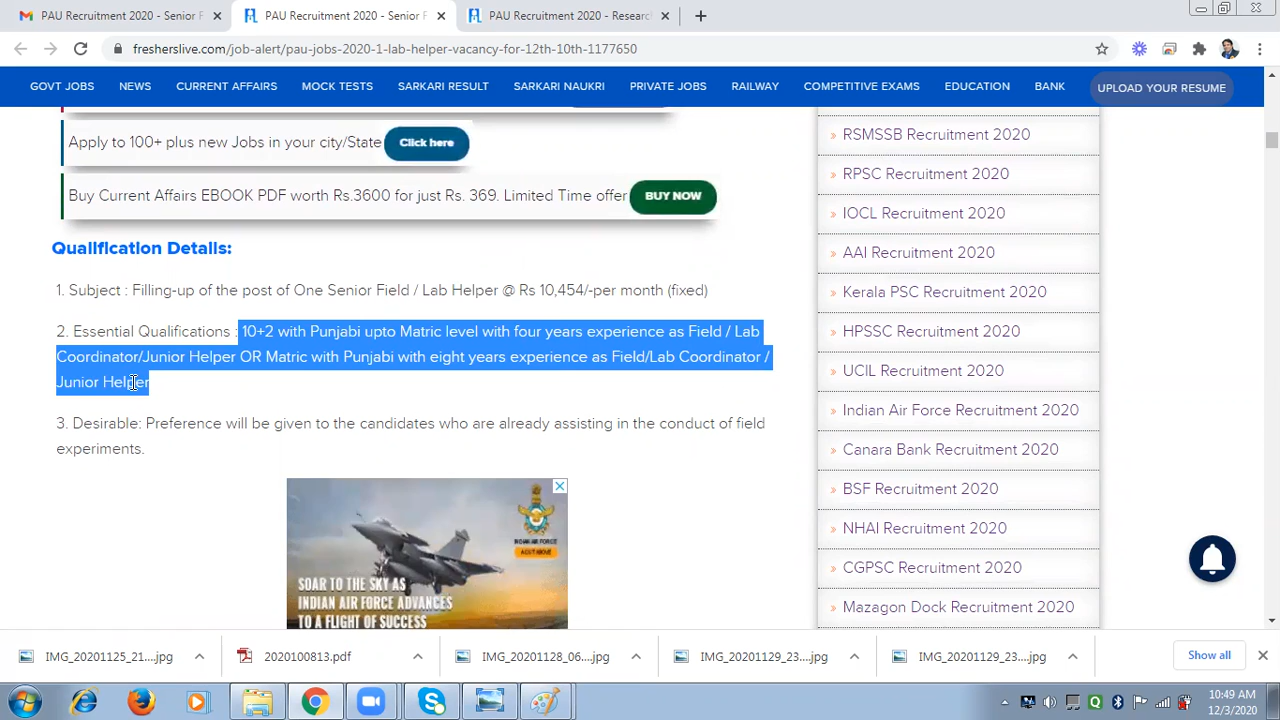 PAU Recruitment 2020 - Senior F
PAU Recruitment 2020 - Senior F
PAU Recruitment 2020 - Researc
fresherslive.com/job-alert/pau-jobs-2020-1-lab-helper-vacancy-for-12th-10th-1177650
GOVT JOBS NEWS CURRENT AFFAIRS MOCK TESTS SARKARI RESULT SARKARI NAUKRI PRIVATE JOBS RAILWAY COMPETITIVE EXAMS EDUCATION BANK UPLOAD YOUR RESUME
Apply to 100+ plus new Jobs in your city/State Click here
Buy Current Affairs EBOOK PDF worth Rs.3600 for just Rs. 369. Limited Time offer BUY NOW
Qualification Details:
1. Subject : Filling-up of the post of One Senior Field / Lab Helper @ Rs 10,454/-per month (fixed)
2. Essential Qualifications : 10+2 with Punjabi upto Matric level with four years experience as Field / Lab
Coordinator/Junior Helper OR Matric with Punjabi with eight years experience as Field/Lab Coordinator /
Junior Helper
3. Desirable: Preference will be given to the candidates who are already assisting in the conduct of field
experiments.
INDIAN AIR FORCE
SOAR TO THE SKY AS
INDIAN AIR FORCE ADVANCES
TO A FLIGHT OF SUCCESS
» RSMSSB Recruitment 2020
» RPSC Recruitment 2020
» IOCL Recruitment 2020
» AAI Recruitment 2020
» Kerala PSC Recruitment 2020
» HPSSC Recruitment 2020
» UCIL Recruitment 2020
» Indian Air Force Recruitment 2020
» Canara Bank Recruitment 2020
» BSF Recruitment 2020
» NHAI Recruitment 2020
» CGPSC Recruitment 2020
» Mazagon Dock Recruitment 2020
IMG_20201125_21....jpg
2020100813.pdf
IMG_20201128_06....jpg
IMG_20201129_23....jpg
IMG_20201129_23....jpg
Show all
10:49 AM
12/3/2020